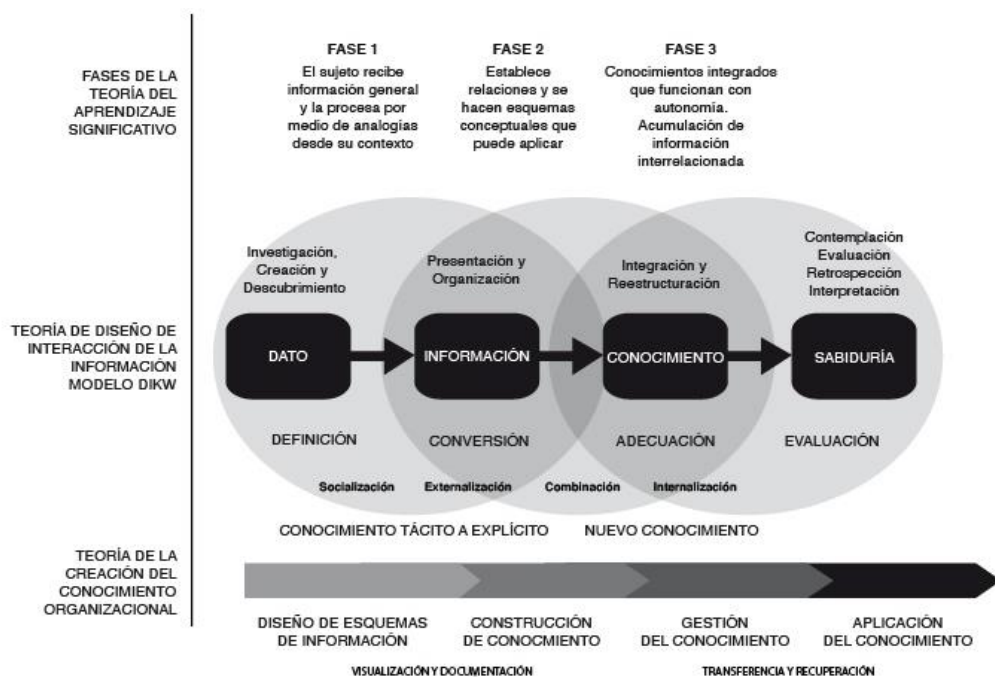 FASES DE LA
TEORÍA DEL
APRENDIZAJE
SIGNIFICATIVO
FASE 1
El sujeto recibe
información general
y la procesa por
medio de analogías
desde su contexto
FASE 2
Establece
relaciones y se
hacen esquemas
conceptuales que
puede aplicar
FASE 3
Conocimientos integrados
que funcionan con
autonomía.
Acumulación de
información
interrelacionada
TEORÍA DE DISEÑO DE
INTERACCIÓN DE LA
INFORMACIÓN
MODELO DIKW
Investigación,
Creación y
Descubrimiento
Presentación y
Organización
Integración y
Reestructuración
Contemplación
Evaluación
Retrospección
Interpretación
DATO
INFORMACIÓN
CONOCIMIENTO
SABIDURÍA
DEFINICIÓN
CONVERSIÓN
ADECUACIÓN
EVALUACIÓN
Socialización
Externalización
Combinación
Internalización
CONOCIMIENTO TÁCITO A EXPLÍCITO
NUEVO CONOCIMIENTO
TEORÍA DE LA
CREACIÓN DEL
CONOCIMIENTO
ORGANIZACIONAL
DISEÑO DE ESQUEMAS
DE INFORMACIÓN
CONSTRUCCIÓN
DE CONOCMIENTO
GESTIÓN
DEL CONOCIMIENTO
APLICACIÓN
DEL CONOCIMIENTO
VISUALIZACIÓN Y DOCUMENTACIÓN
TRANSFERENCIA Y RECUPERACIÓN